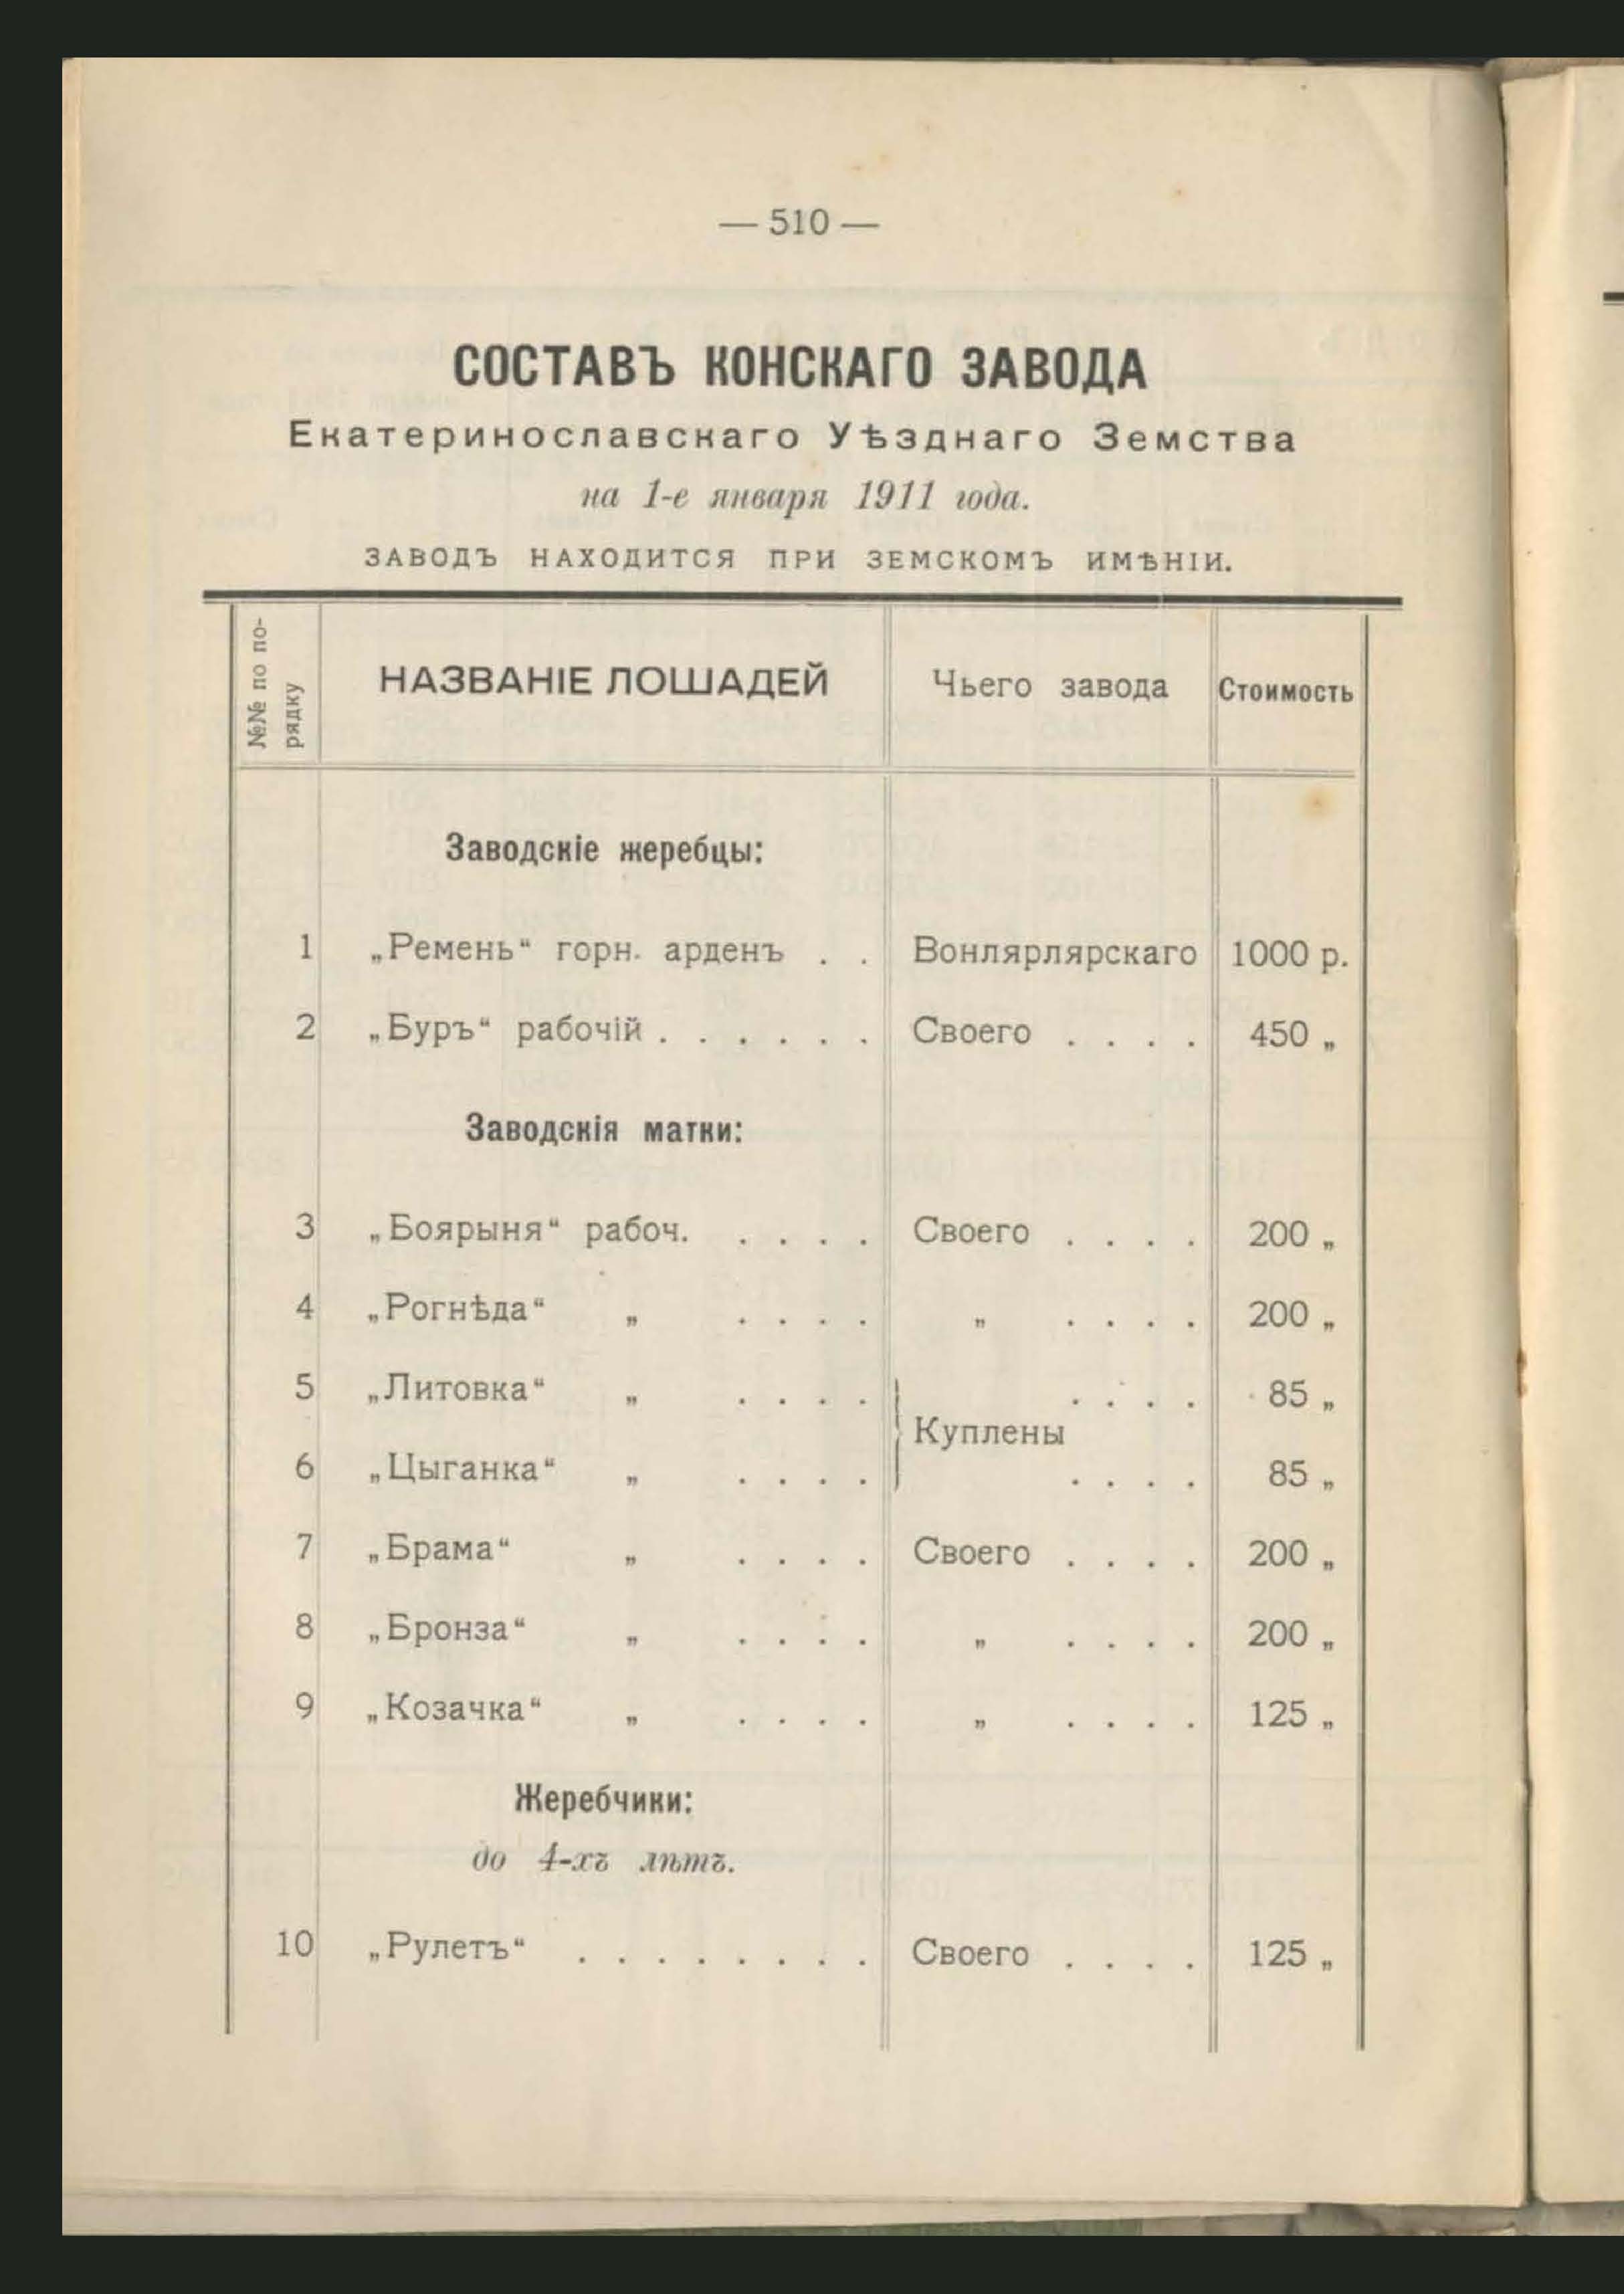 — 510 —
СОСТАВЪ КОНСКАГО ЗАВОДА
Екатеринославскаго Уѣзднаго Земства
на 1-е января 1911 года.
ЗАВОДЪ НАХОДИТСЯ ПРИ ЗЕМСКОМЪ ИМѢНІИ.
№№ по по-
рядку
НАЗВАНІЕ ЛОШАДЕЙ Чьего завода Стоимость
Заводскіе жеребцы:
1 „Ремень“ горн. арденъ . . Вонлярлярскаго 1000 р.
2 „Буръ“ рабочій . . . . . . Своего . . . . 450 „
Заводскія матки:
3 „Боярыня“ рабоч. . . . . Своего . . . . 200 „
4 „Рогнѣда“ „ . . . . „ . . . . 200 „
5 „Литовка“ „ . . . . . . . . 85 „
Куплены
6 „Цыганка“ „ . . . . . . . . 85 „
7 „Брама“ „ . . . . Своего . . . . 200 „
8 „Бронза“ „ . . . . „ . . . . 200 „
9 „Козачка“ „ . . . . „ . . . . 125 „
Жеребчики:
до 4-хъ лѣтъ.
10 „Рулетъ“ . . . . . . . . Своего . . . . 125 „